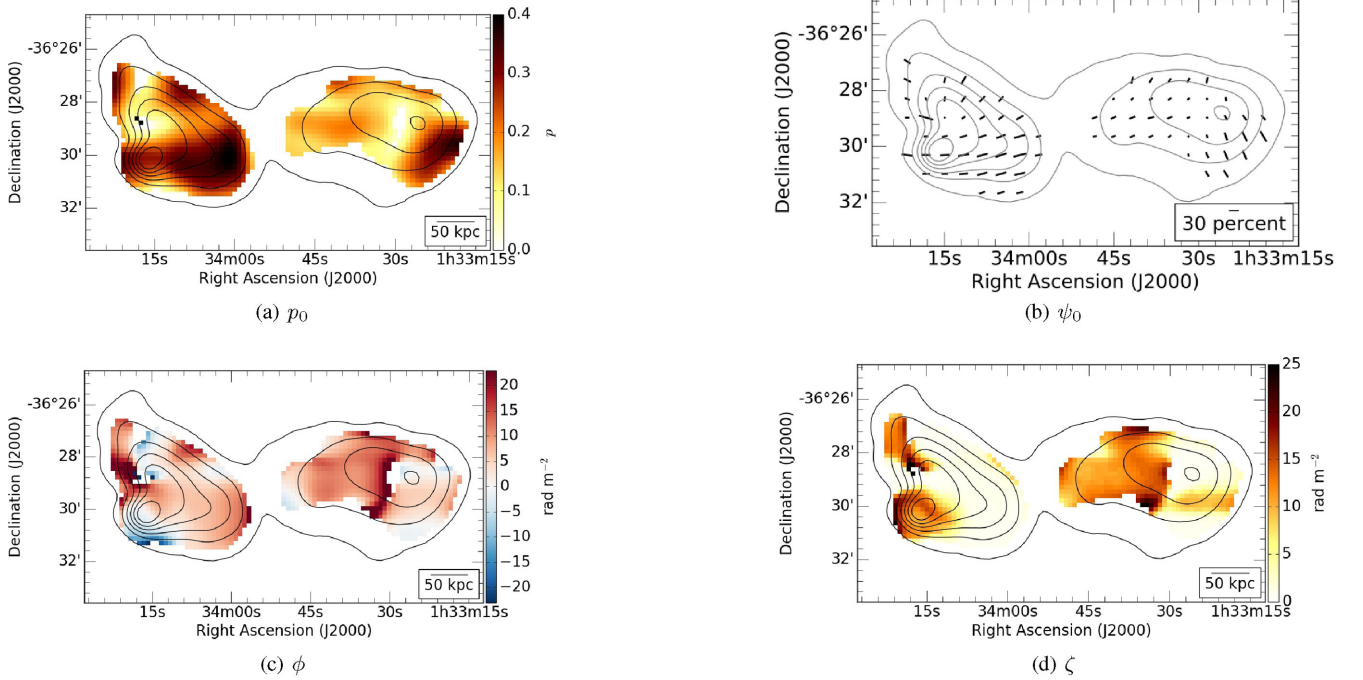 0.4
-36°26'
0.3
28'
0.2
p
30'
0.1
32'
50 kpc
0.0
15s 34m00s 45s 30s 1h33m15s
Right Ascension (J2000)
Declination (J2000)
(a) p₀
-36°26'
28'
30'
32'
30 percent
15s 34m00s 45s 30s 1h33m15s
Right Ascension (J2000)
Declination (J2000)
(b) ψ₀
20
-36°26'
15
10
28'
5
0
rad m⁻²
30'
−5
−10
32'
−15
50 kpc
−20
15s 34m00s 45s 30s 1h33m15s
Right Ascension (J2000)
Declination (J2000)
(c) ϕ
25
-36°26'
20
28'
15
rad m⁻²
30'
10
32'
5
50 kpc
0
15s 34m00s 45s 30s 1h33m15s
Right Ascension (J2000)
Declination (J2000)
(d) ζ